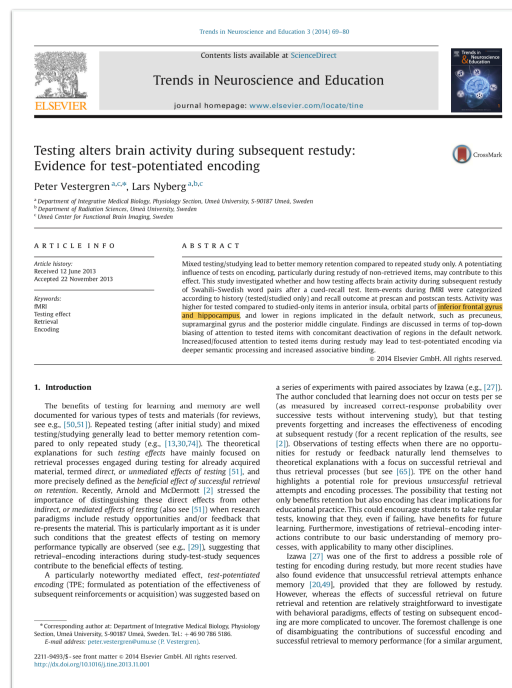 Trends in Neuroscience and Education 3 (2014) 69–80
Contents lists available at ScienceDirect
Trends in Neuroscience and Education
journal homepage: www.elsevier.com/locate/tine
ELSEVIER
Trends in
Neuroscience
& Education
Testing alters brain activity during subsequent restudy:
Evidence for test-potentiated encoding
CrossMark
Peter Vestergren a,c,*, Lars Nyberg a,b,c
a Department of Integrative Medical Biology, Physiology Section, Umeå University, S-90187 Umeå, Sweden
b Department of Radiation Sciences, Umeå University, Sweden
c Umeå Center for Functional Brain Imaging, Sweden
ARTICLE INFO
Article history:
Received 12 June 2013
Accepted 22 November 2013
Keywords:
fMRI
Testing effect
Retrieval
Encoding
ABSTRACT
Mixed testing/studying lead to better memory retention compared to repeated study only. A potentiating
influence of tests on encoding, particularly during restudy of non-retrieved items, may contribute to this
effect. This study investigated whether and how testing affects brain activity during subsequent restudy
of Swahili–Swedish word pairs after a cued-recall test. Item-events during fMRI were categorized
according to history (tested/studied only) and recall outcome at prescan and postscan tests. Activity was
higher for tested compared to studied-only items in anterior insula, orbital parts of inferior frontal gyrus
and hippocampus, and lower in regions implicated in the default network, such as precuneus,
supramarginal gyrus and the posterior middle cingulate. Findings are discussed in terms of top-down
biasing of attention to tested items with concomitant deactivation of regions in the default network.
Increased/focused attention to tested items during restudy may lead to test-potentiated encoding via
deeper semantic processing and increased associative binding.
© 2014 Elsevier GmbH. All rights reserved.
1. Introduction
The benefits of testing for learning and memory are well
documented for various types of tests and materials (for reviews,
see e.g., [50,51]). Repeated testing (after initial study) and mixed
testing/studying generally lead to better memory retention com-
pared to only repeated study (e.g., [13,30,74]). The theoretical
explanations for such testing effects have mainly focused on
retrieval processes engaged during testing for already acquired
material, termed direct, or unmediated effects of testing [51], and
more precisely defined as the beneficial effect of successful retrieval
on retention. Recently, Arnold and McDermott [2] stressed the
importance of distinguishing these direct effects from other
indirect, or mediated effects of testing (also see [51]) when research
paradigms include restudy opportunities and/or feedback that
re-presents the material. This is particularly important as it is under
such conditions that the greatest effects of testing on memory
performance typically are observed (see e.g., [29]), suggesting that
retrieval–encoding interactions during study-test-study sequences
contribute to the beneficial effects of testing.
A particularly noteworthy mediated effect, test-potentiated
encoding (TPE; formulated as potentiation of the effectiveness of
subsequent reinforcements or acquisition) was suggested based on
* Corresponding author at: Department of Integrative Medical Biology, Physiology
Section, Umeå University, S-90187 Umeå, Sweden. Tel.: +46 90 786 5186.
E-mail address: peter.vestergren@umu.se (P. Vestergren).
a series of experiments with paired associates by Izawa (e.g., [27]).
The author concluded that learning does not occur on tests per se
(as measured by increased correct-response probability over
successive tests without intervening study), but that testing
prevents forgetting and increases the effectiveness of encoding
at subsequent restudy (for a recent replication of the results, see
[2]). Observations of testing effects when there are no opportu-
nities for restudy or feedback naturally lend themselves to
theoretical explanations with a focus on successful retrieval and
thus retrieval processes (but see [65]). TPE on the other hand
highlights a potential role for previous unsuccessful retrieval
attempts and encoding processes. The possibility that testing not
only benefits retention but also encoding has clear implications for
educational practice. This could encourage students to take regular
tests, knowing that they, even if failing, have benefits for future
learning. Furthermore, investigations of retrieval–encoding inter-
actions contribute to our basic understanding of memory pro-
cesses, with applicability to many other disciplines.
Izawa [27] was one of the first to address a possible role of
testing for encoding during restudy, but more recent studies have
also found evidence that unsuccessful retrieval attempts enhance
memory [20,49], provided that they are followed by restudy.
However, whereas the effects of successful retrieval on future
retrieval and retention are relatively straightforward to investigate
with behavioral paradigms, effects of testing on subsequent encod-
ing are more complicated to uncover. The foremost challenge is one
of disambiguating the contributions of successful encoding and
successful retrieval to memory performance (for a similar argument,
2211-9493/$ - see front matter © 2014 Elsevier GmbH. All rights reserved.
http://dx.doi.org/10.1016/j.tine.2013.11.001